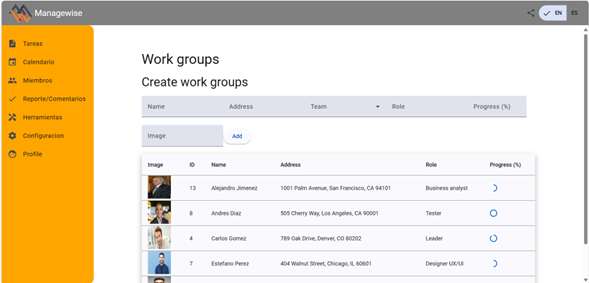 Managewise
EN ES
Tareas
Calendario
Miembros
Reporte/Comentarios
Herramientas
Configuracion
Profile
Work groups
Create work groups
Name Address Team Role Progress (%)
Image Add
Image ID Name Address Role Progress (%)
13 Alejandro Jimenez 1001 Palm Avenue, San Francisco, CA 94101 Business analyst
8 Andres Diaz 505 Cherry Way, Los Angeles, CA 90001 Tester
4 Carlos Gomez 789 Oak Drive, Denver, CO 80202 Leader
7 Estefano Perez 404 Walnut Street, Chicago, IL 60601 Designer UX/UI